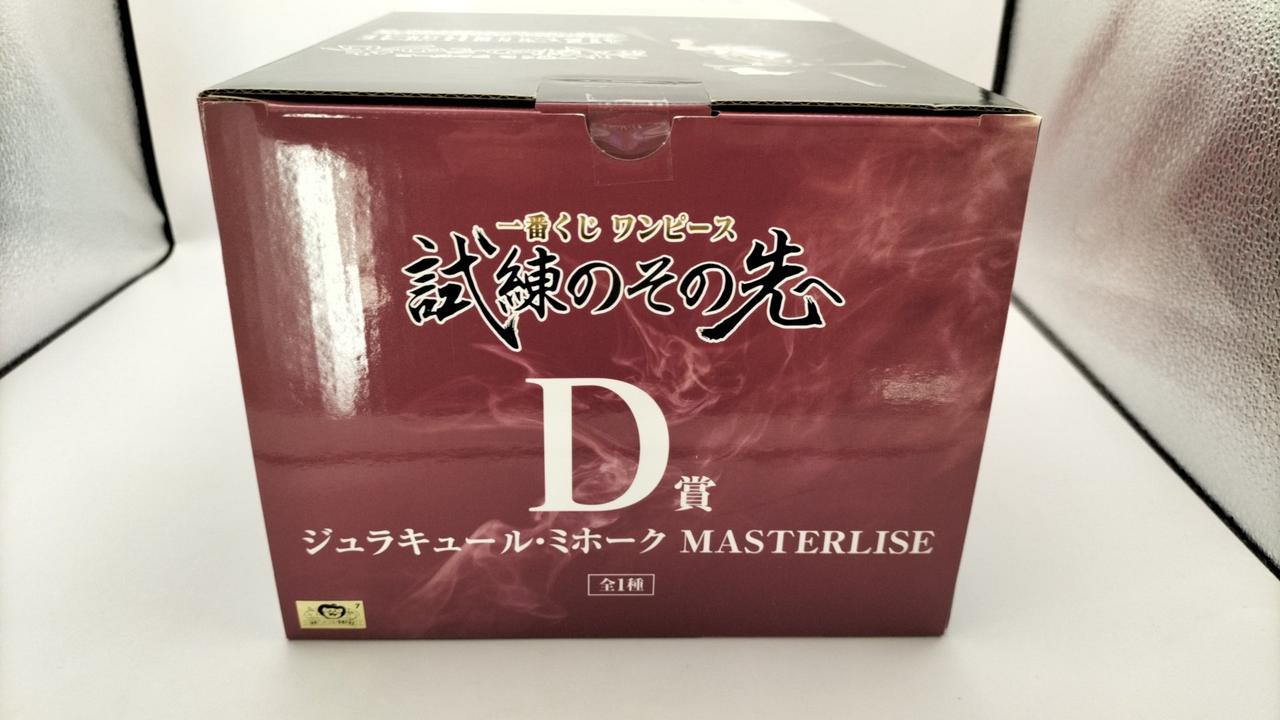 一番くじ ワンピース
試練のその先へ
D賞
ジュラキュール・ミホーク MASTERLISE
全1種